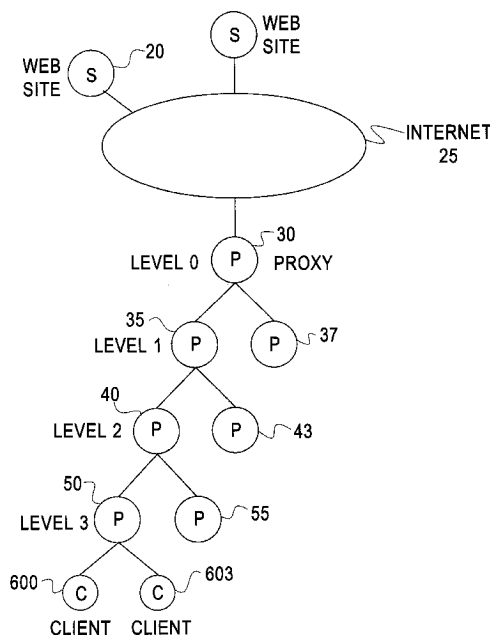 S
WEB
SITE
WEB
SITE
S
20
INTERNET
25
30
LEVEL 0
P
PROXY
35
LEVEL 1
P
P
37
40
LEVEL 2
P
P
43
50
LEVEL 3
P
P
55
600
C
C
603
CLIENT
CLIENT